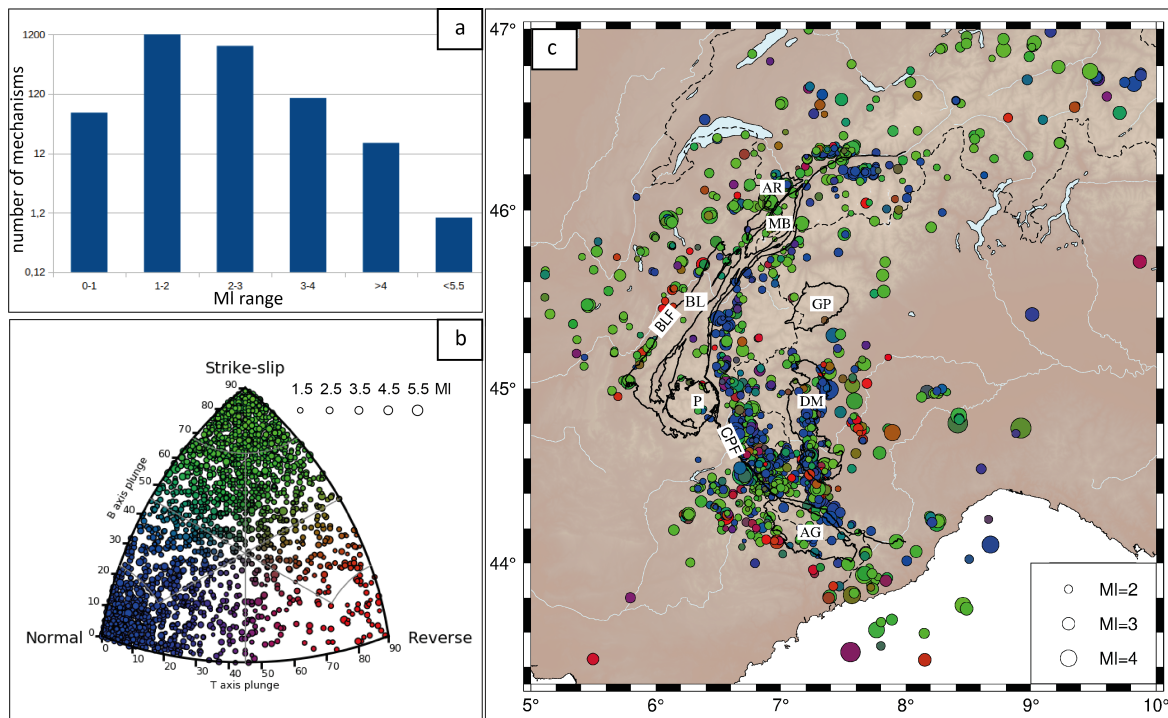 a
1200
120
12
1,2
0,12
number of mechanisms
0-1
1-2
2-3
3-4
>4
<5.5
Ml range
b
Strike-slip
1.5 2.5 3.5 4.5 5.5 Ml
90
80
70
60
50
40
30
20
10
0
B axis plunge
Normal
Reverse
0
10
20
30
40
50
60
70
80
90
T axis plunge
c
47°
46°
45°
44°
5°
6°
7°
8°
9°
10°
AR
MB
BL
BLF
GP
P
DM
CPF
AG
Ml=2
Ml=3
Ml=4